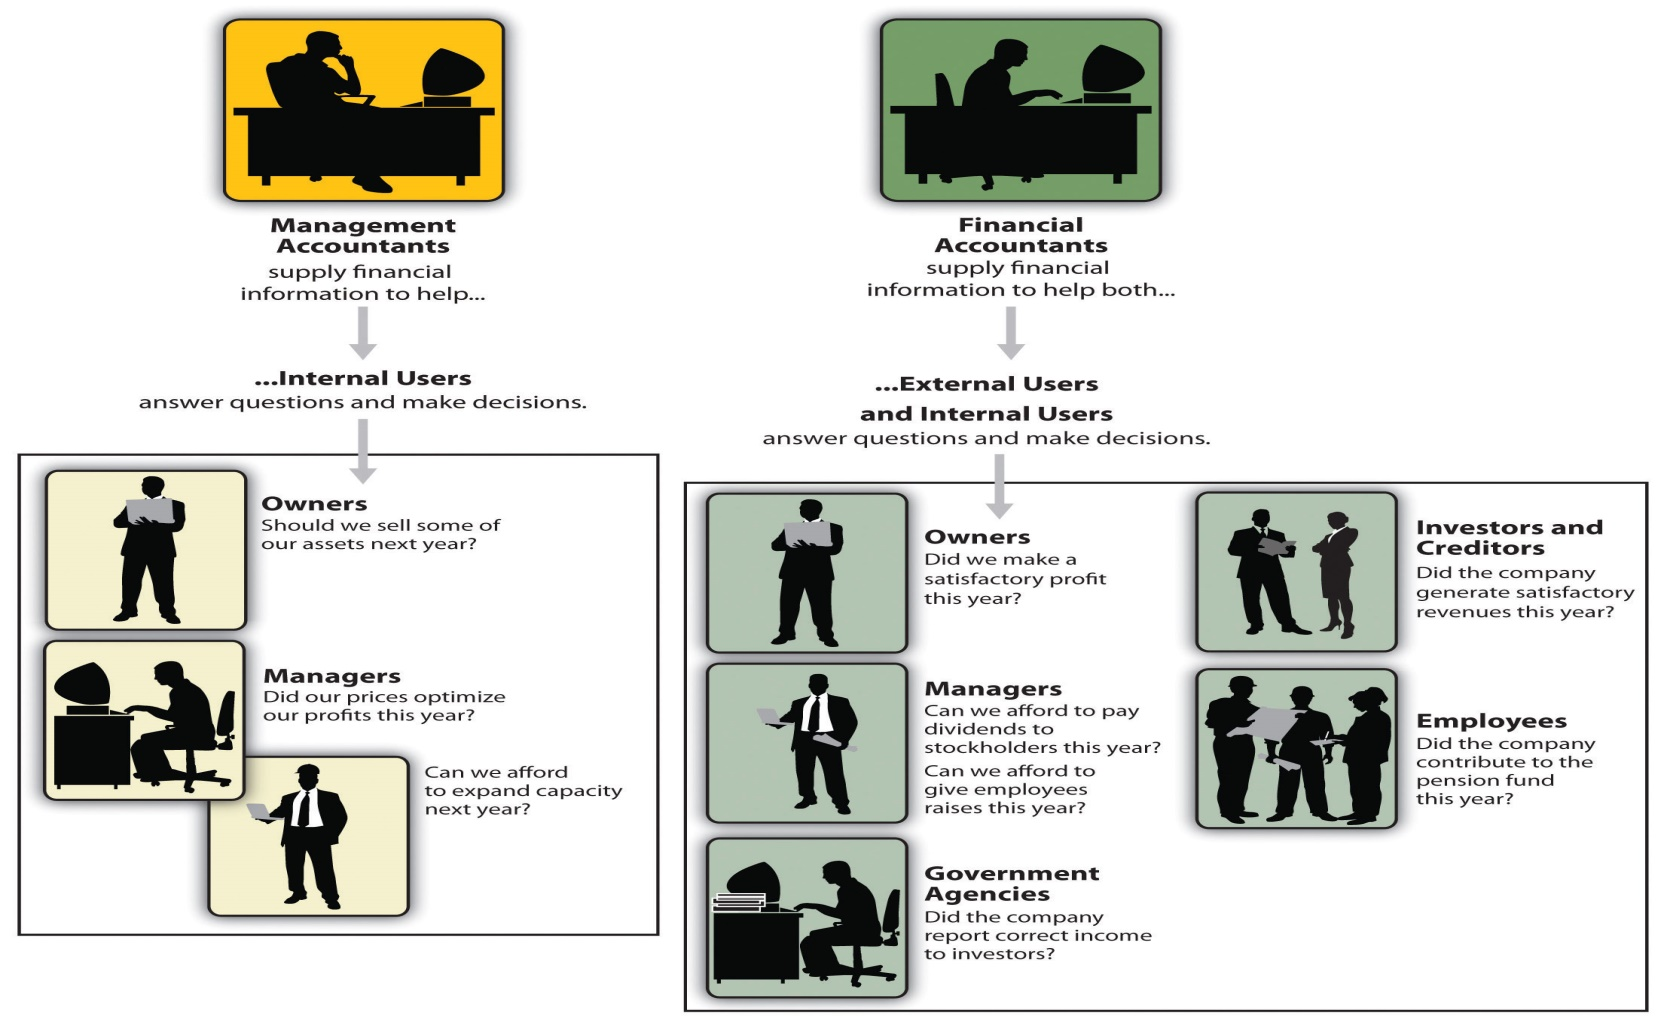 Management
Accountants
supply financial
information to help...
...Internal Users
answer questions and make decisions.
Owners
Should we sell some of
our assets next year?
Managers
Did our prices optimize
our profits this year?
Can we afford
to expand capacity
next year?
Financial
Accountants
supply financial
information to help both...
...External Users
and Internal Users
answer questions and make decisions.
Owners
Did we make a
satisfactory profit
this year?
Managers
Can we afford to pay
dividends to
stockholders this year?
Can we afford to
give employees
raises this year?
Government
Agencies
Did the company
report correct income
to investors?
Investors and
Creditors
Did the company
generate satisfactory
revenues this year?
Employees
Did the company
contribute to the
pension fund
this year?